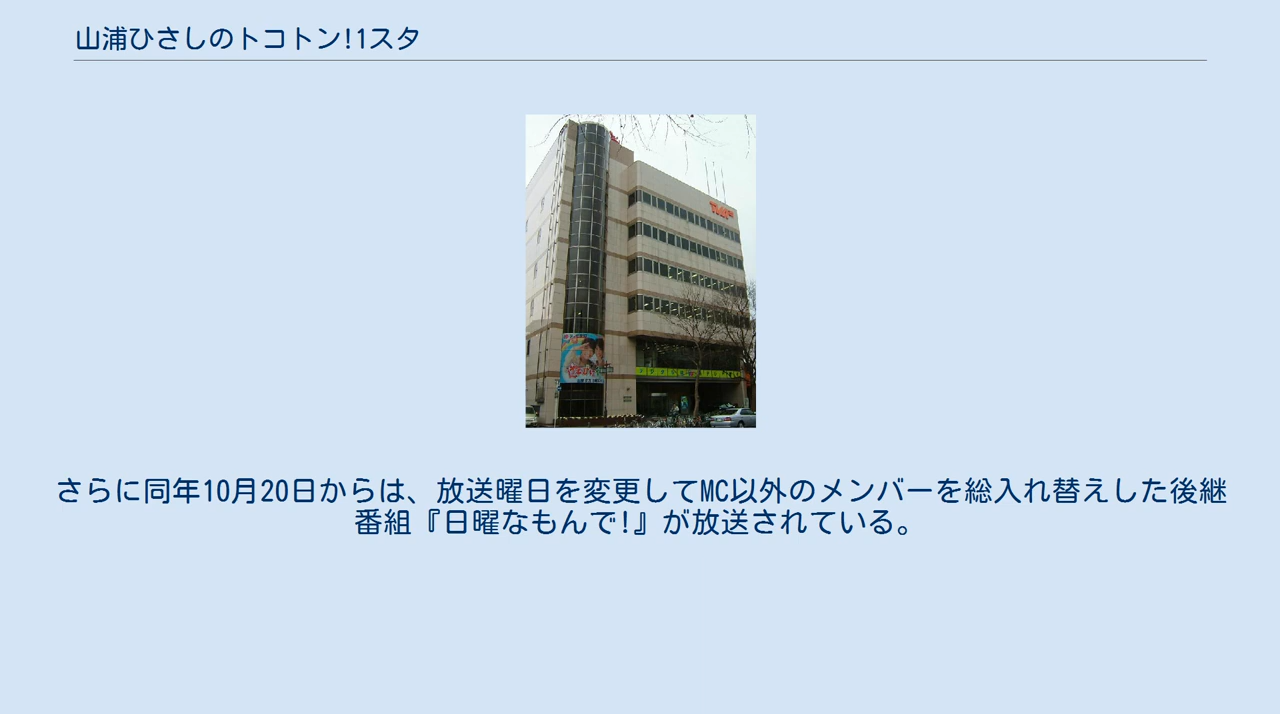 山浦ひさしのトコトン!1スタ
さらに同年10月20日からは、放送曜日を変更してMC以外のメンバーを総入れ替えした後継
番組『日曜なもんで!』が放送されている。